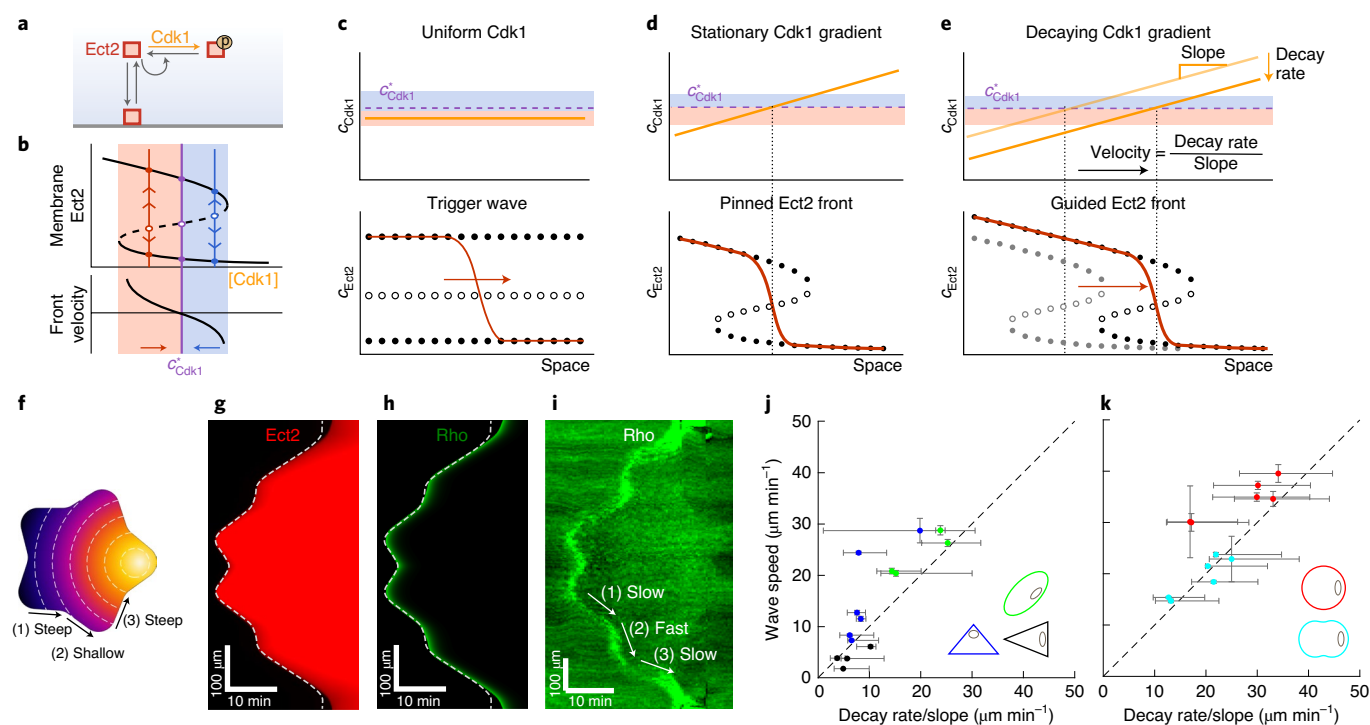 a
Ect2
Cdk1
p
b
Membrane
Ect2
[Cdk1]
Front
velocity
c*Cdk1
c
Uniform Cdk1
cCdk1
c*Cdk1
Trigger wave
cEct2
Space
d
Stationary Cdk1 gradient
cCdk1
c*Cdk1
Pinned Ect2 front
cEct2
Space
e
Decaying Cdk1 gradient
Slope
Decay
rate
cCdk1
c*Cdk1
Velocity = Decay rate
Slope
Guided Ect2 front
cEct2
Space
f
(1) Steep
(2) Shallow
(3) Steep
g
Ect2
100 µm
10 min
h
Rho
100 µm
10 min
i
Rho
(1) Slow
(2) Fast
(3) Slow
100 µm
10 min
j
Wave speed (µm min−1)
50
40
30
20
10
0
0 10 20 30 40 50
Decay rate/slope (µm min−1)
k
0 10 20 30 40 50
Decay rate/slope (µm min−1)